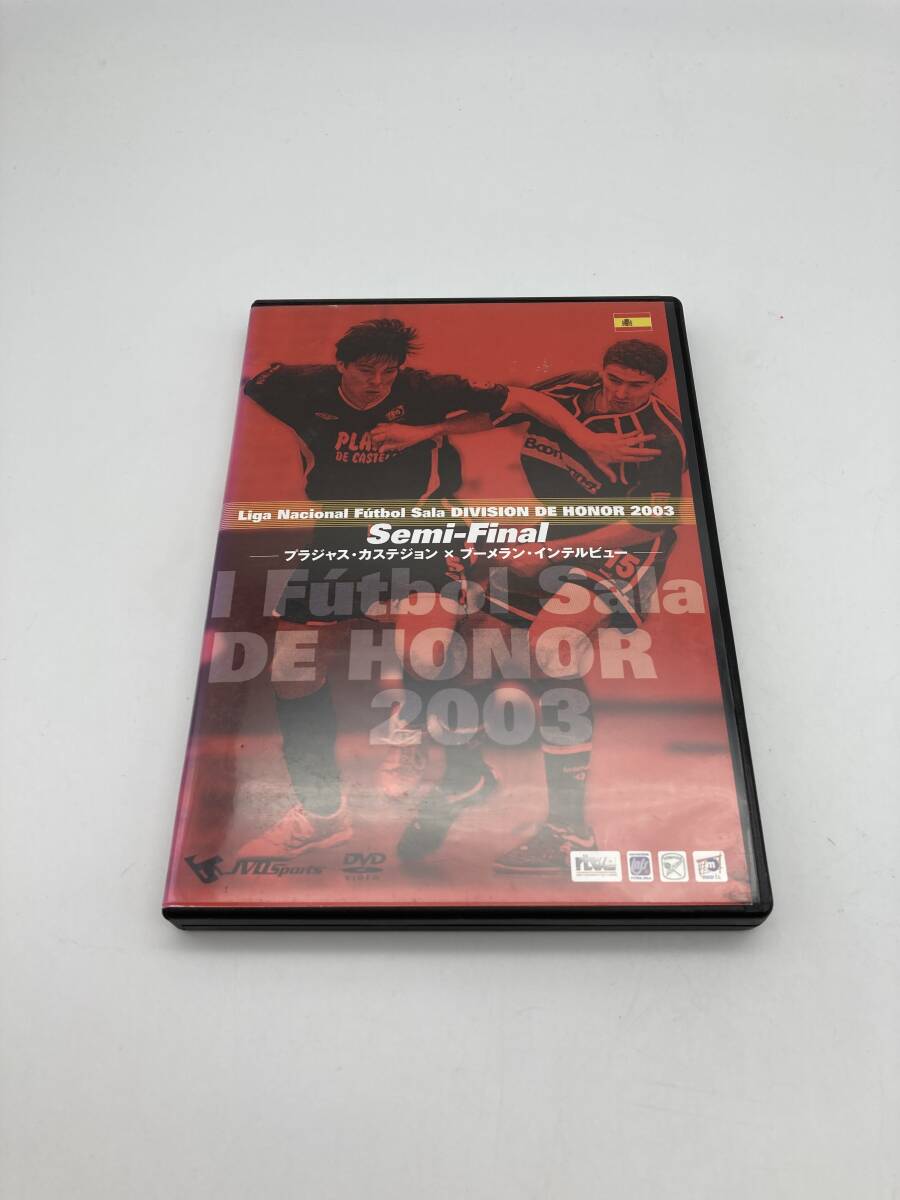 PLA
DE CASTE
BOOM
Liga Nacional Fútbol Sala DIVISION DE HONOR 2003
Semi-Final
プラジャス・カステジョン × ブーメラン・インテルビュー
15
l Fútbol Sala
DE HONOR
2003
JVD Sports
DVD
VIDEO
rtve